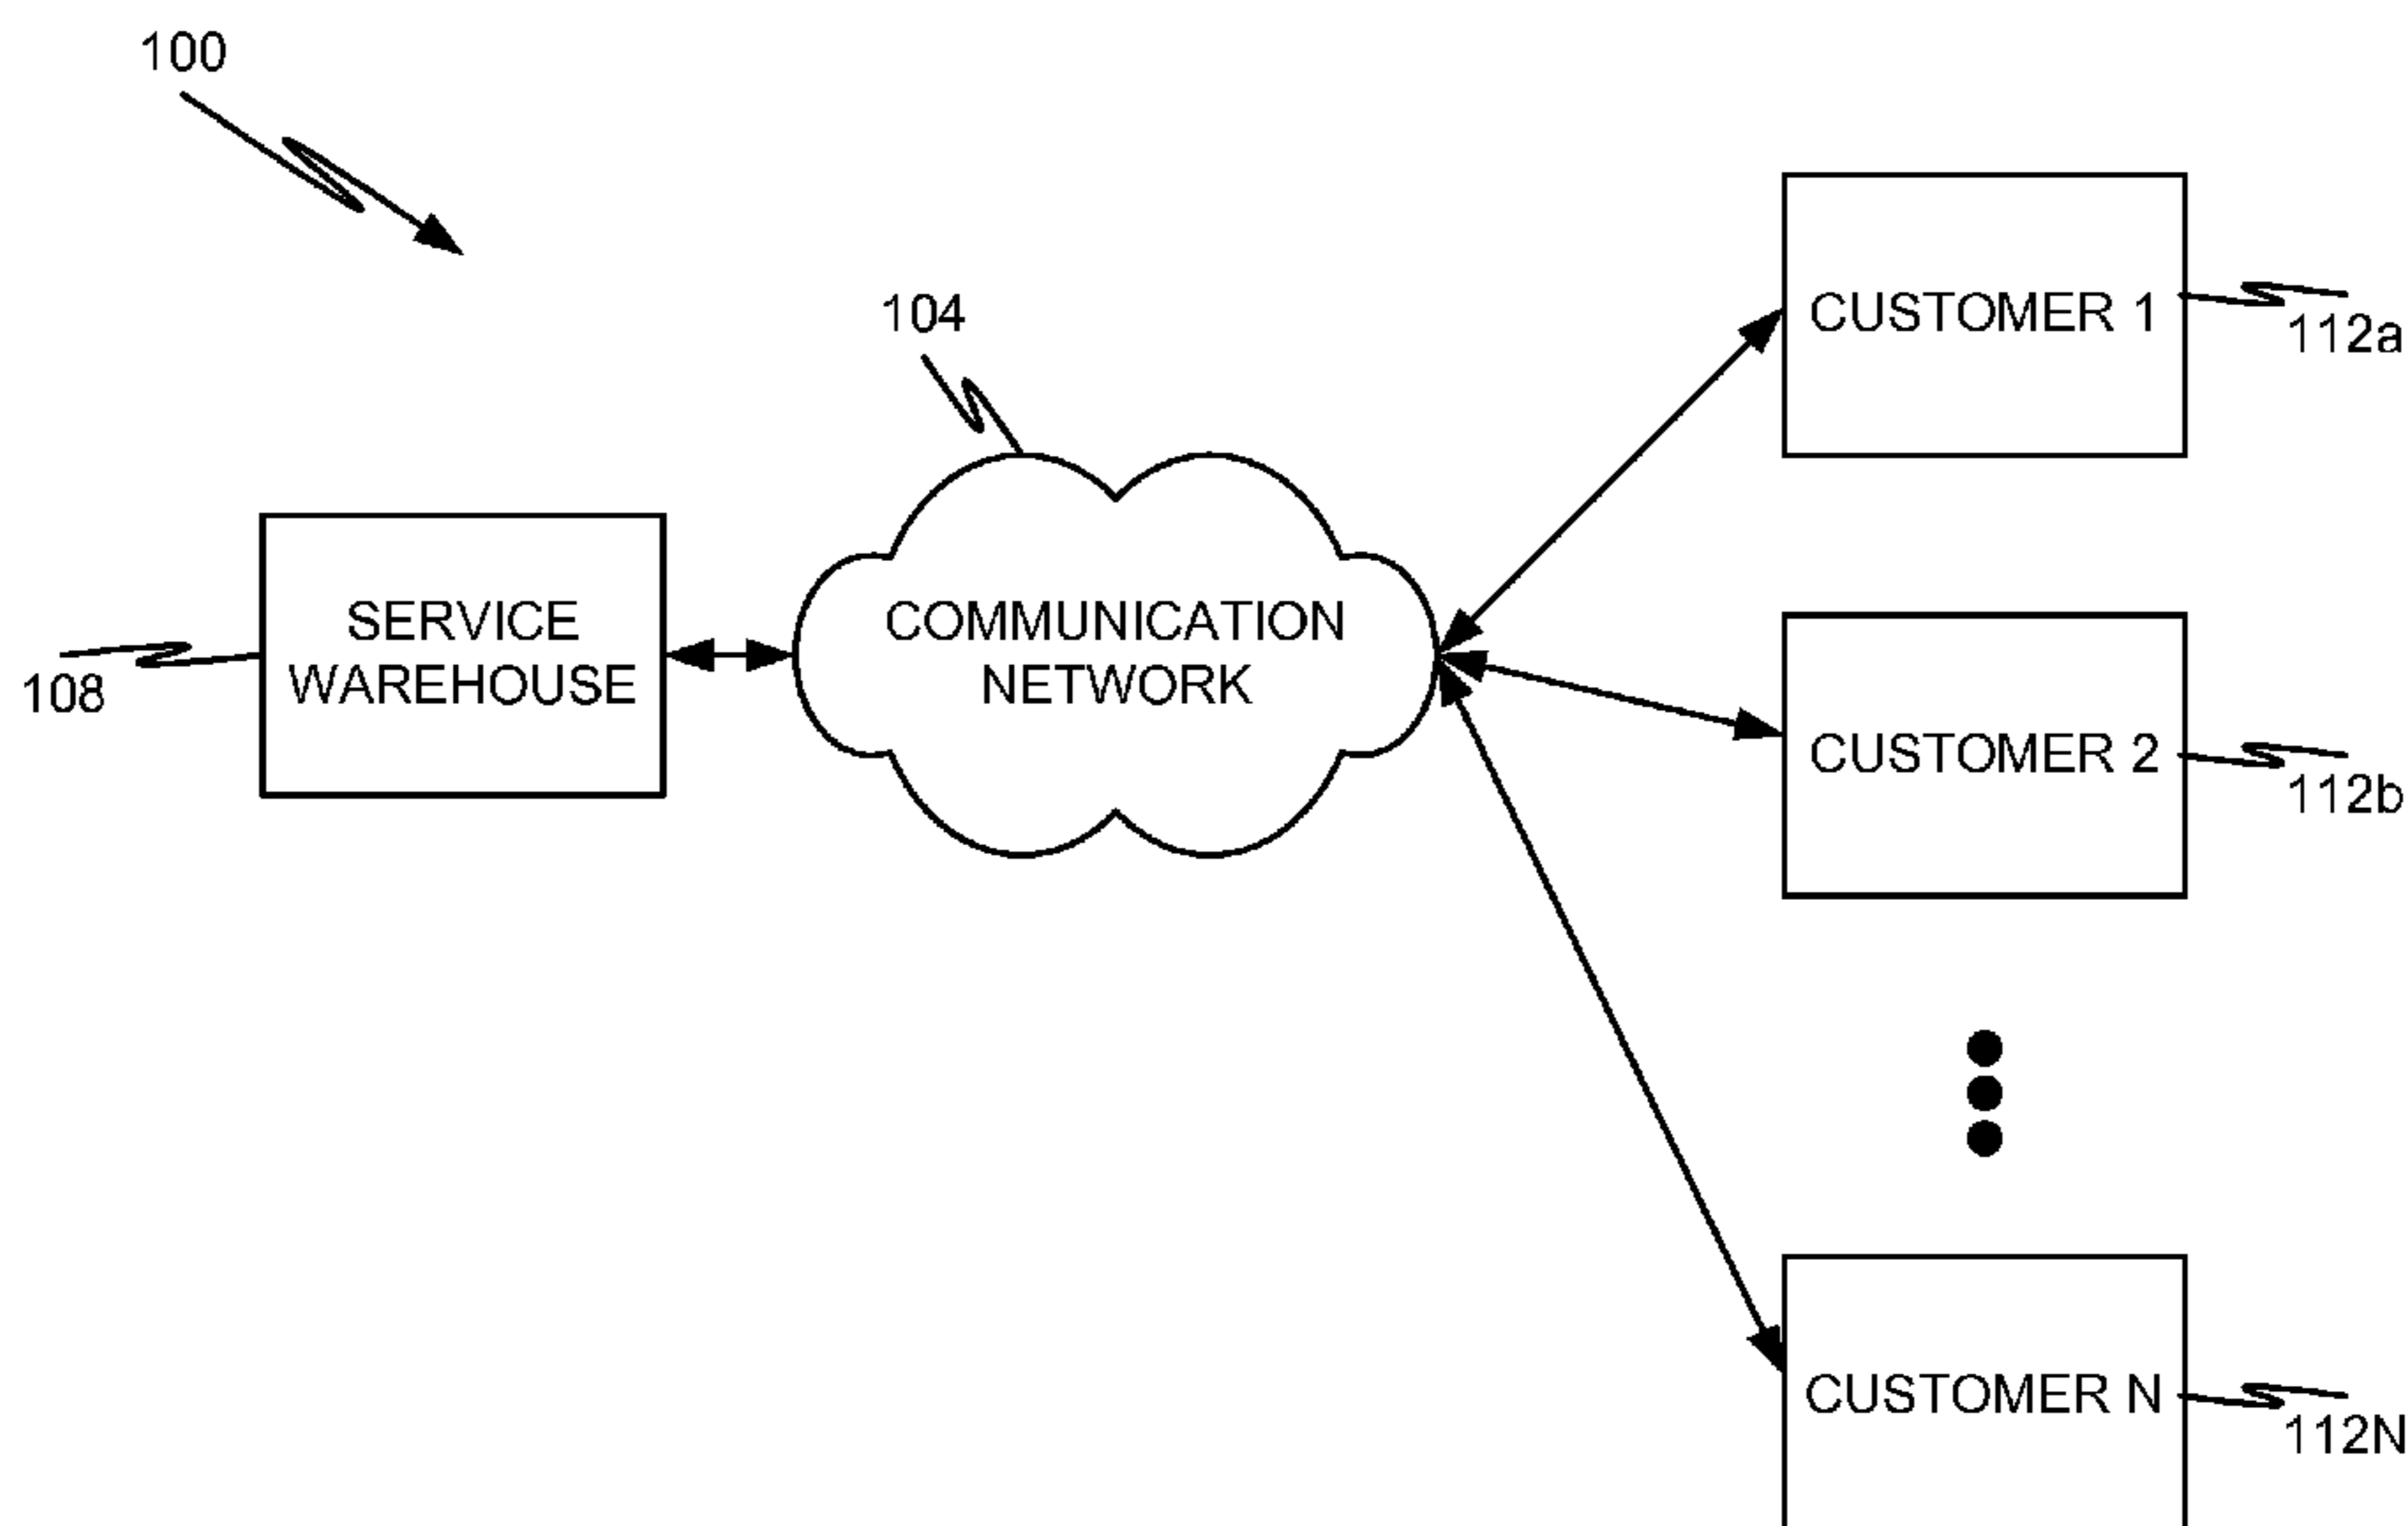 100
104
108
SERVICE
WAREHOUSE
COMMUNICATION
NETWORK
CUSTOMER 1
112a
CUSTOMER 2
112b
CUSTOMER N
112N